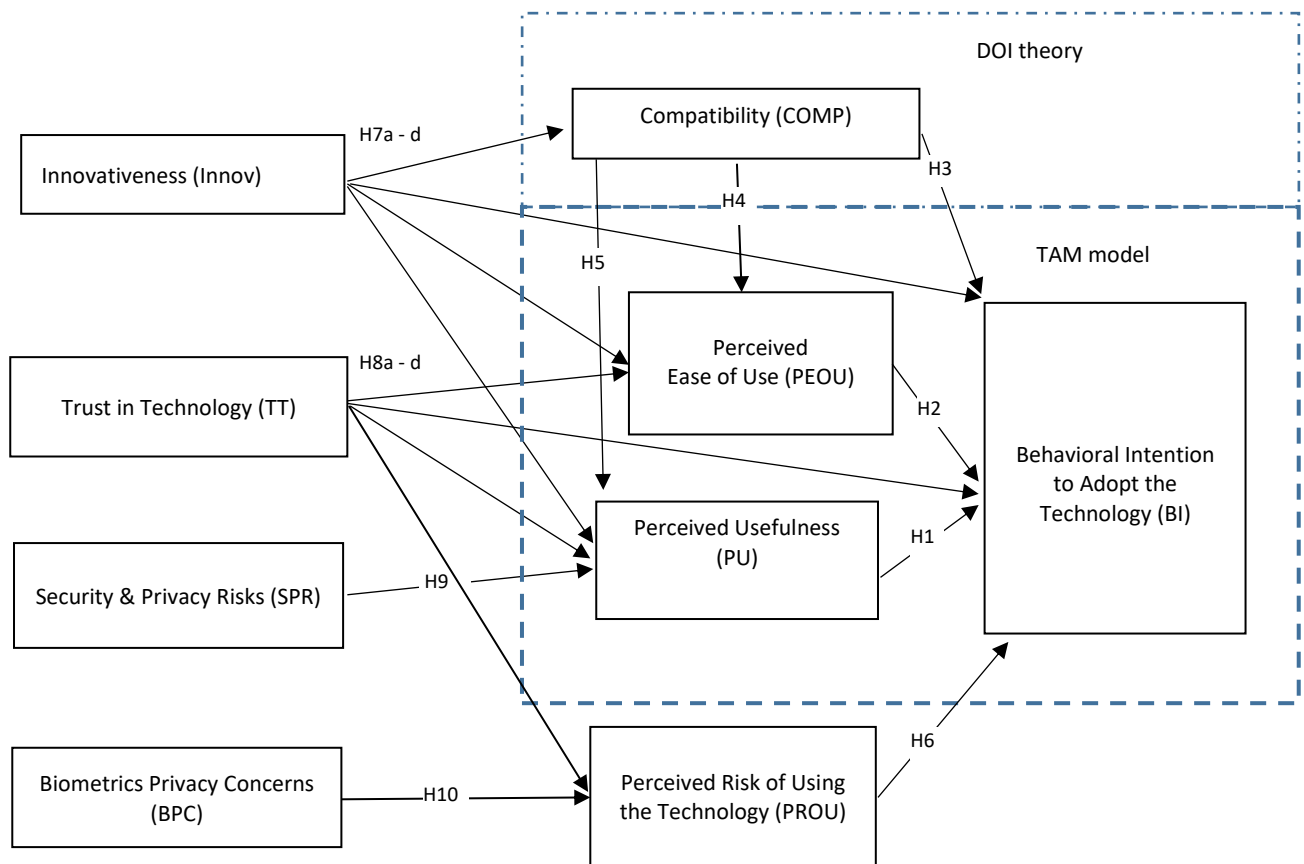 DOI theory
Compatibility (COMP)
H7a - d
H3
Innovativeness (Innov)
H4
TAM model
H5
Perceived
Ease of Use (PEOU)
H8a - d
Trust in Technology (TT)
H2
Behavioral Intention
to Adopt the
Technology (BI)
Perceived Usefulness
(PU)
H1
H9
Security & Privacy Risks (SPR)
H6
Biometrics Privacy Concerns
(BPC)
H10
Perceived Risk of Using
the Technology (PROU)